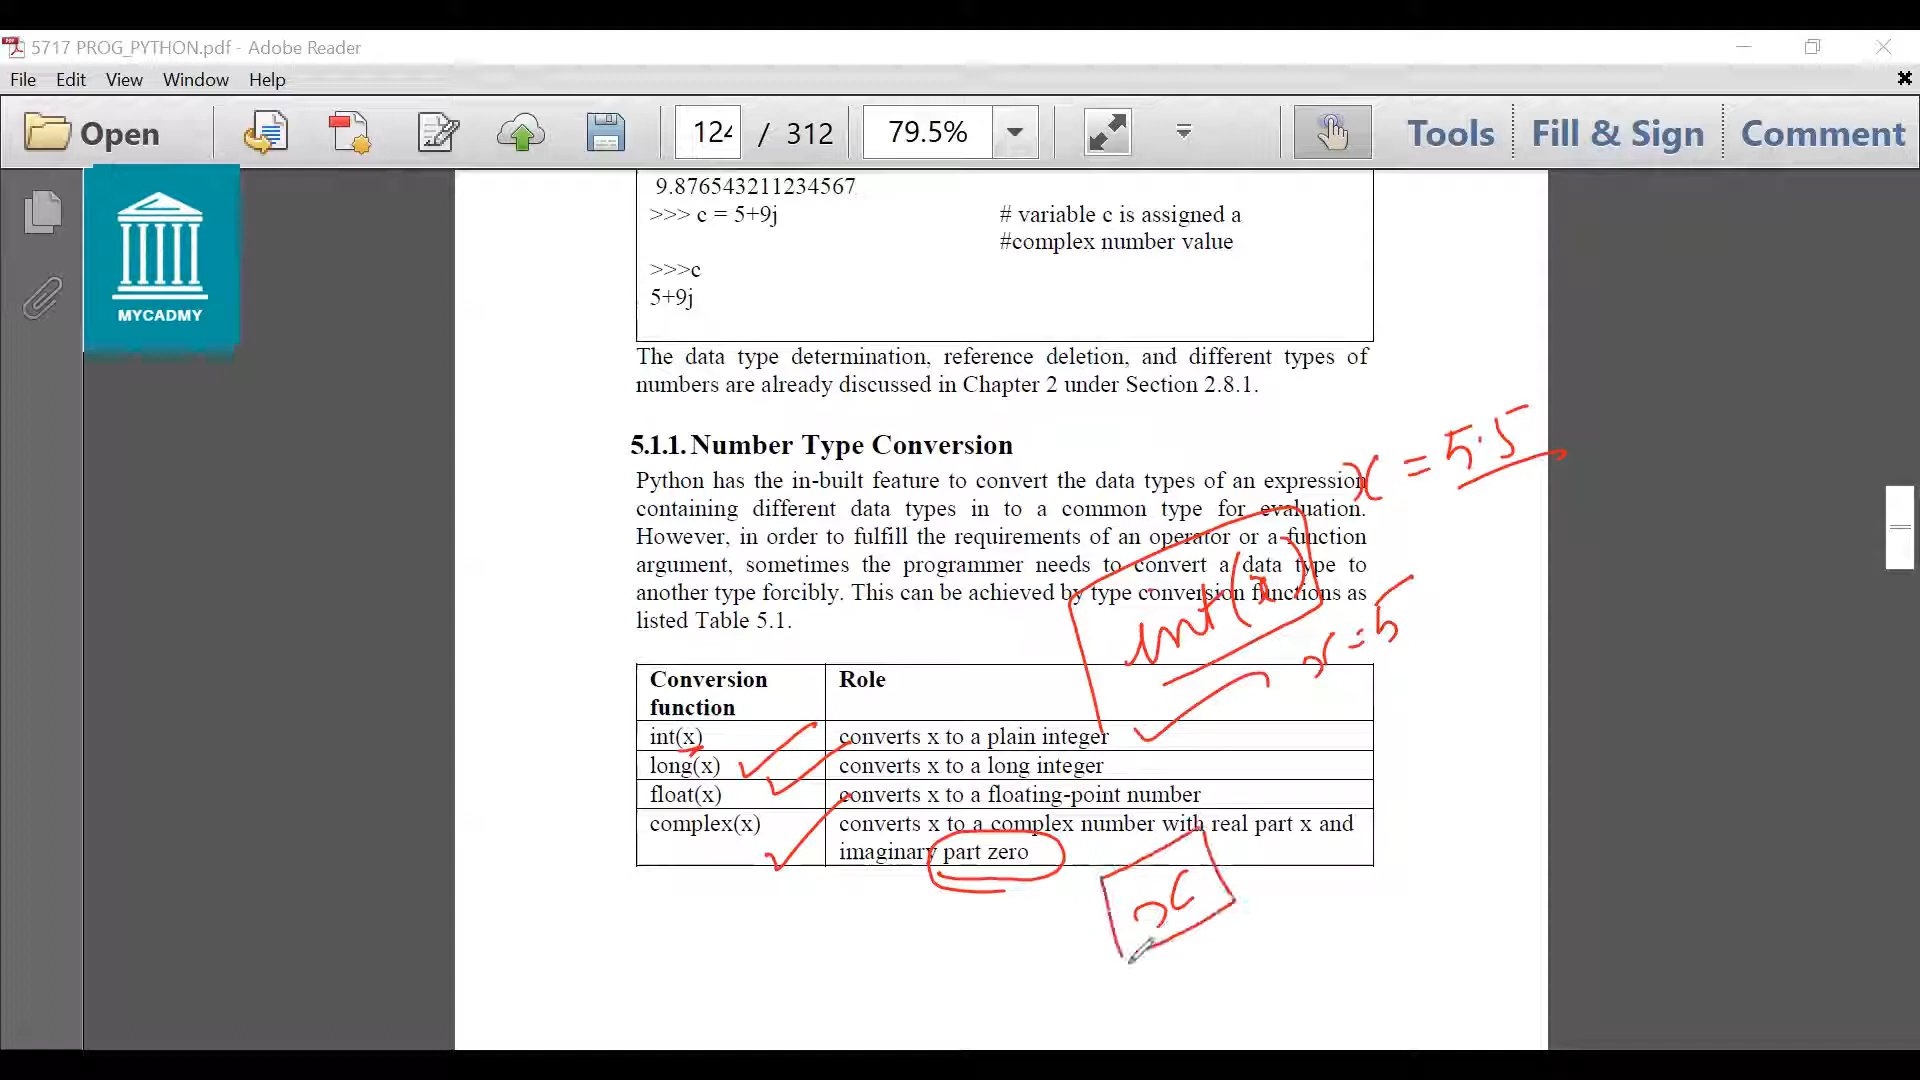 5717 PROG_PYTHON.pdf - Adobe Reader
File Edit View Window Help
Open 124 / 312 79.5% Tools Fill & Sign Comment
MYCADMY
9.876543211234567
>>> c = 5+9j # variable c is assigned a
#complex number value
>>>c
5+9j
The data type determination, reference deletion, and different types of
numbers are already discussed in Chapter 2 under Section 2.8.1.
5.1.1. Number Type Conversion
x = 5.5
Python has the in-built feature to convert the data types of an expression
containing different data types in to a common type for evaluation.
However, in order to fulfill the requirements of an operator or a function
argument, sometimes the programmer needs to convert a data type to
another type forcibly. This can be achieved by type conversion functions as
listed Table 5.1.
int(x)
x = 5
Conversion function Role
int(x) converts x to a plain integer
long(x) converts x to a long integer
float(x) converts x to a floating-point number
complex(x) converts x to a complex number with real part x and
imaginary part zero
x